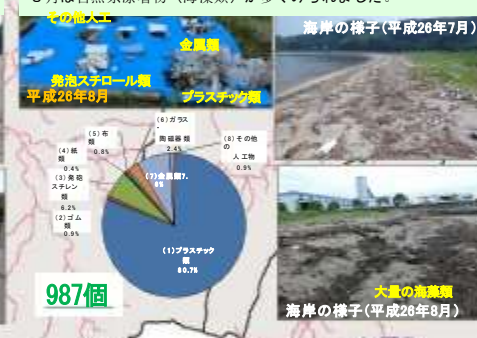 その他人工
金属類
発泡スチロール類
平成26年8月
プラスチック類
海岸の様子(平成26年7月)
(6)ガラス
・
陶磁器類
2.4%
(5)布
類
0.8%
(8)その他
の
人工物
0.9%
(4)紙
類
0.4%
(3)発砲
スチレン
類
6.2%
(7)金属類7.
(2)ゴム
類
0.9%
(1)プラスチック
類
80.7%
987個
大量の海藻類
海岸の様子(平成26年8月)